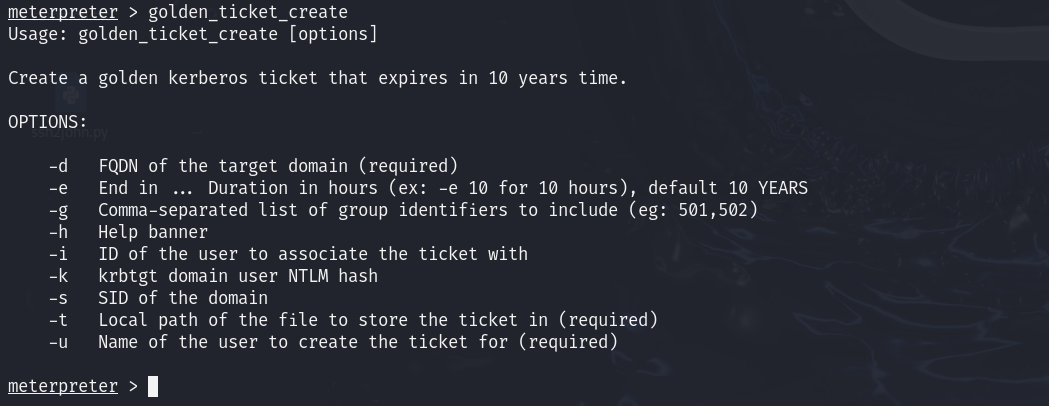 meterpreter > golden_ticket_create
Usage: golden_ticket_create [options]
Create a golden kerberos ticket that expires in 10 years time.
OPTIONS:
-d FQDN of the target domain (required)
-e End in ... Duration in hours (ex: -e 10 for 10 hours), default 10 YEARS
-g Comma-separated list of group identifiers to include (eg: 501,502)
-h Help banner
-i ID of the user to associate the ticket with
-k krbtgt domain user NTLM hash
-s SID of the domain
-t Local path of the file to store the ticket in (required)
-u Name of the user to create the ticket for (required)
meterpreter >